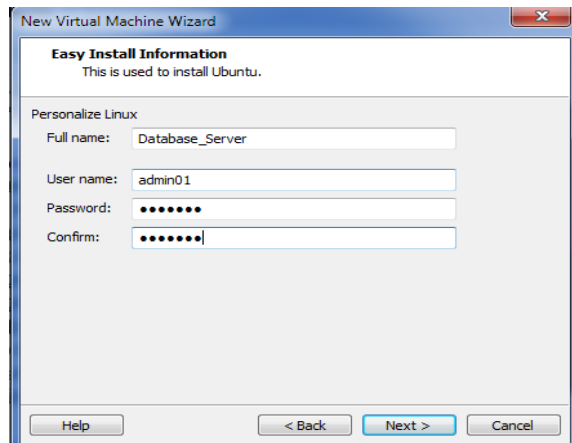 New Virtual Machine Wizard
Easy Install Information
This is used to install Ubuntu.
Personalize Linux
Full name: Database_Server
User name: admin01
Password: •••••••
Confirm: •••••••
Help < Back Next > Cancel